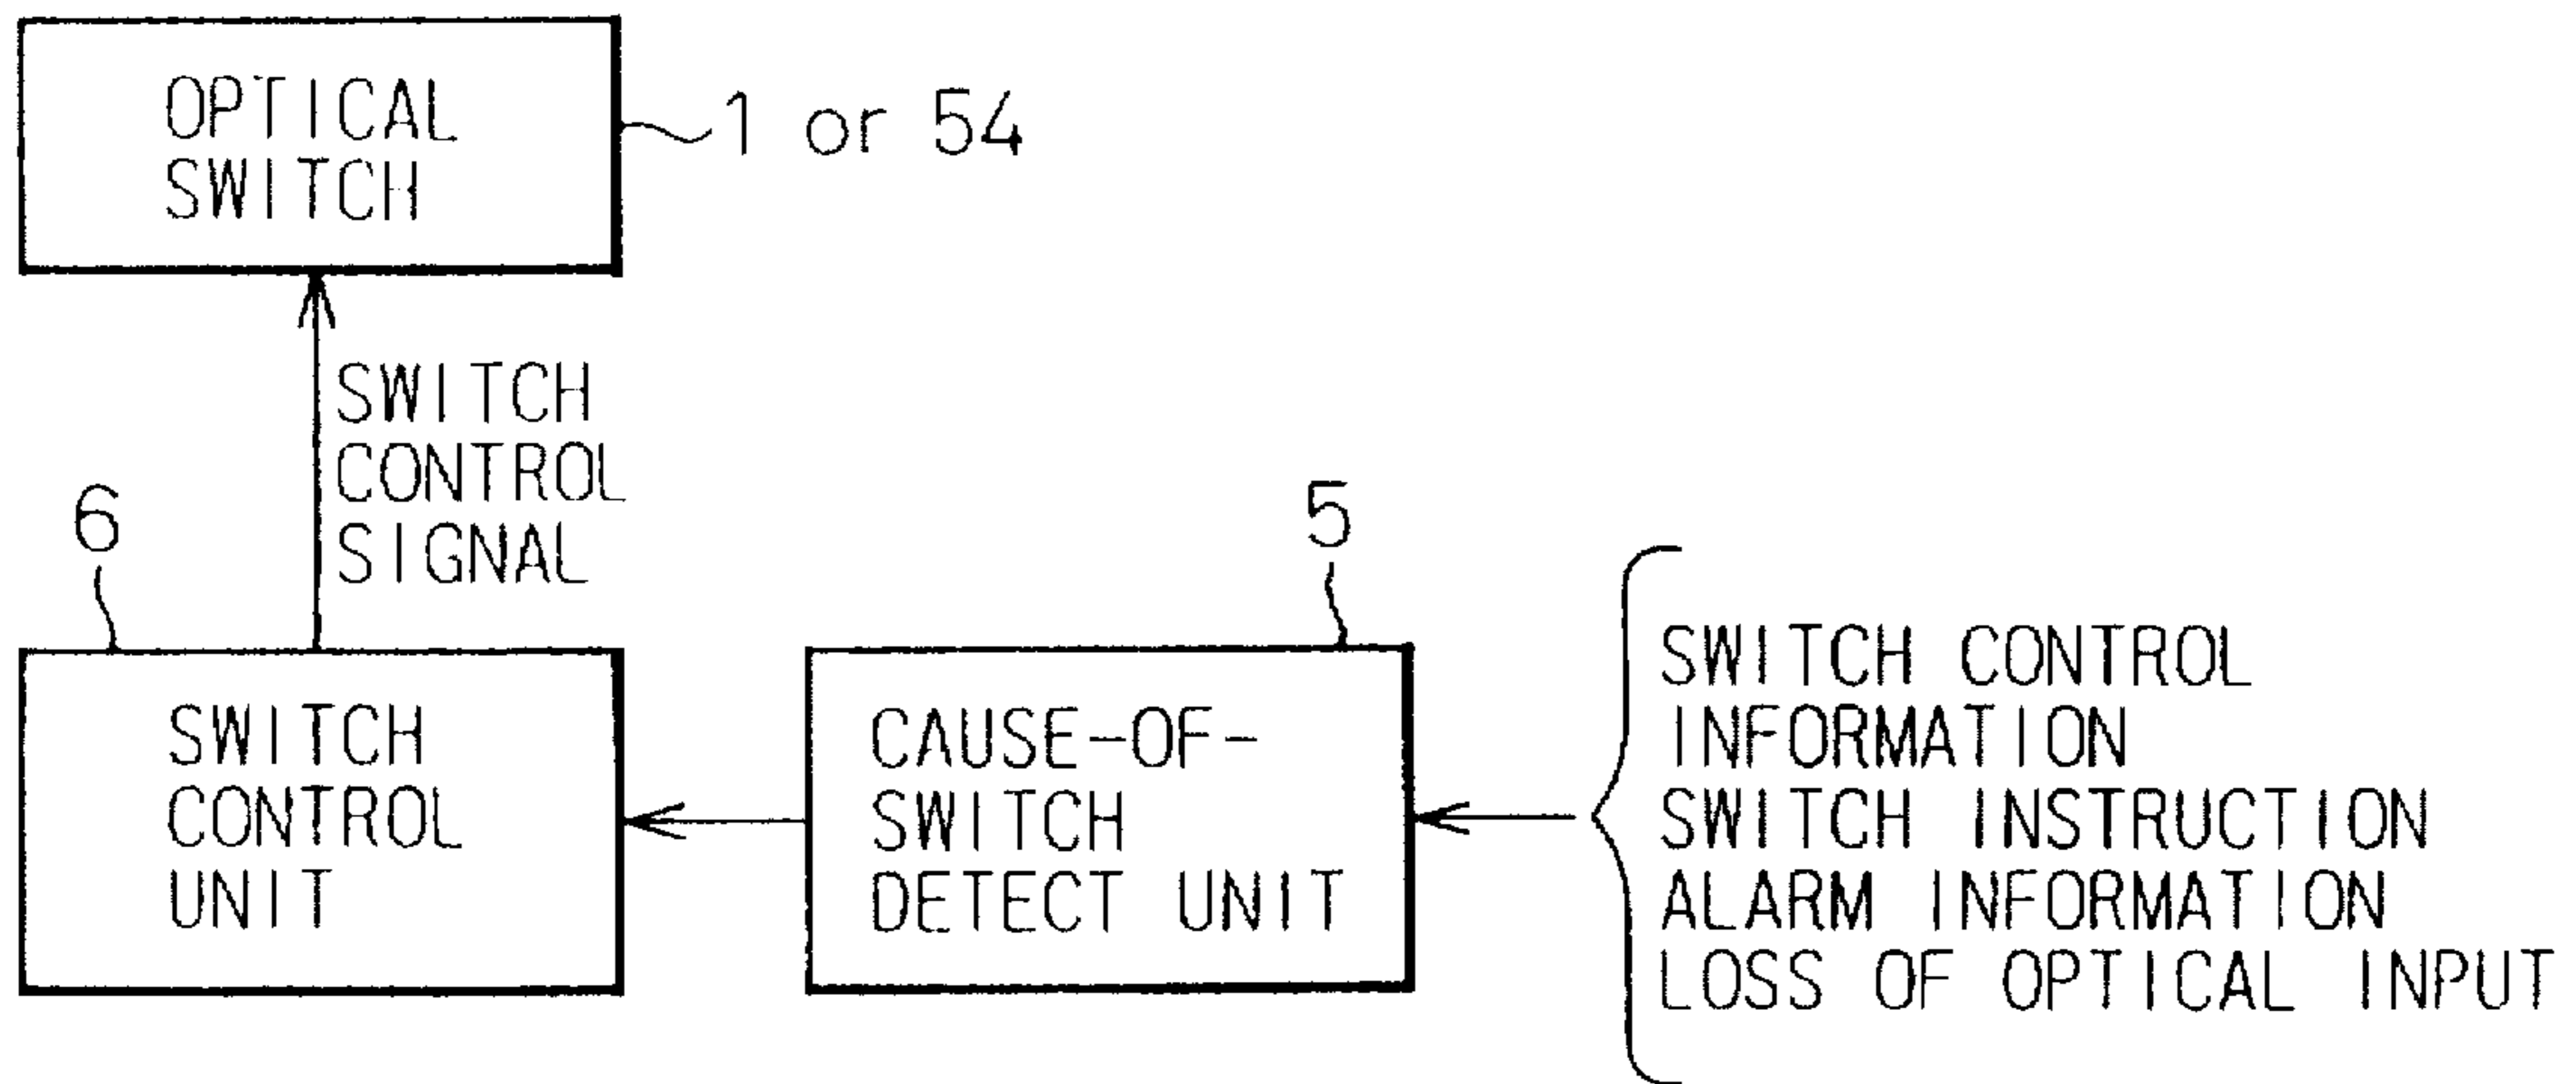 OPTICAL
SWITCH
1 or 54
SWITCH
CONTROL
SIGNAL
6
5
SWITCH
CONTROL
UNIT
CAUSE-OF-
SWITCH
DETECT UNIT
SWITCH CONTROL
INFORMATION
SWITCH INSTRUCTION
ALARM INFORMATION
LOSS OF OPTICAL INPUT